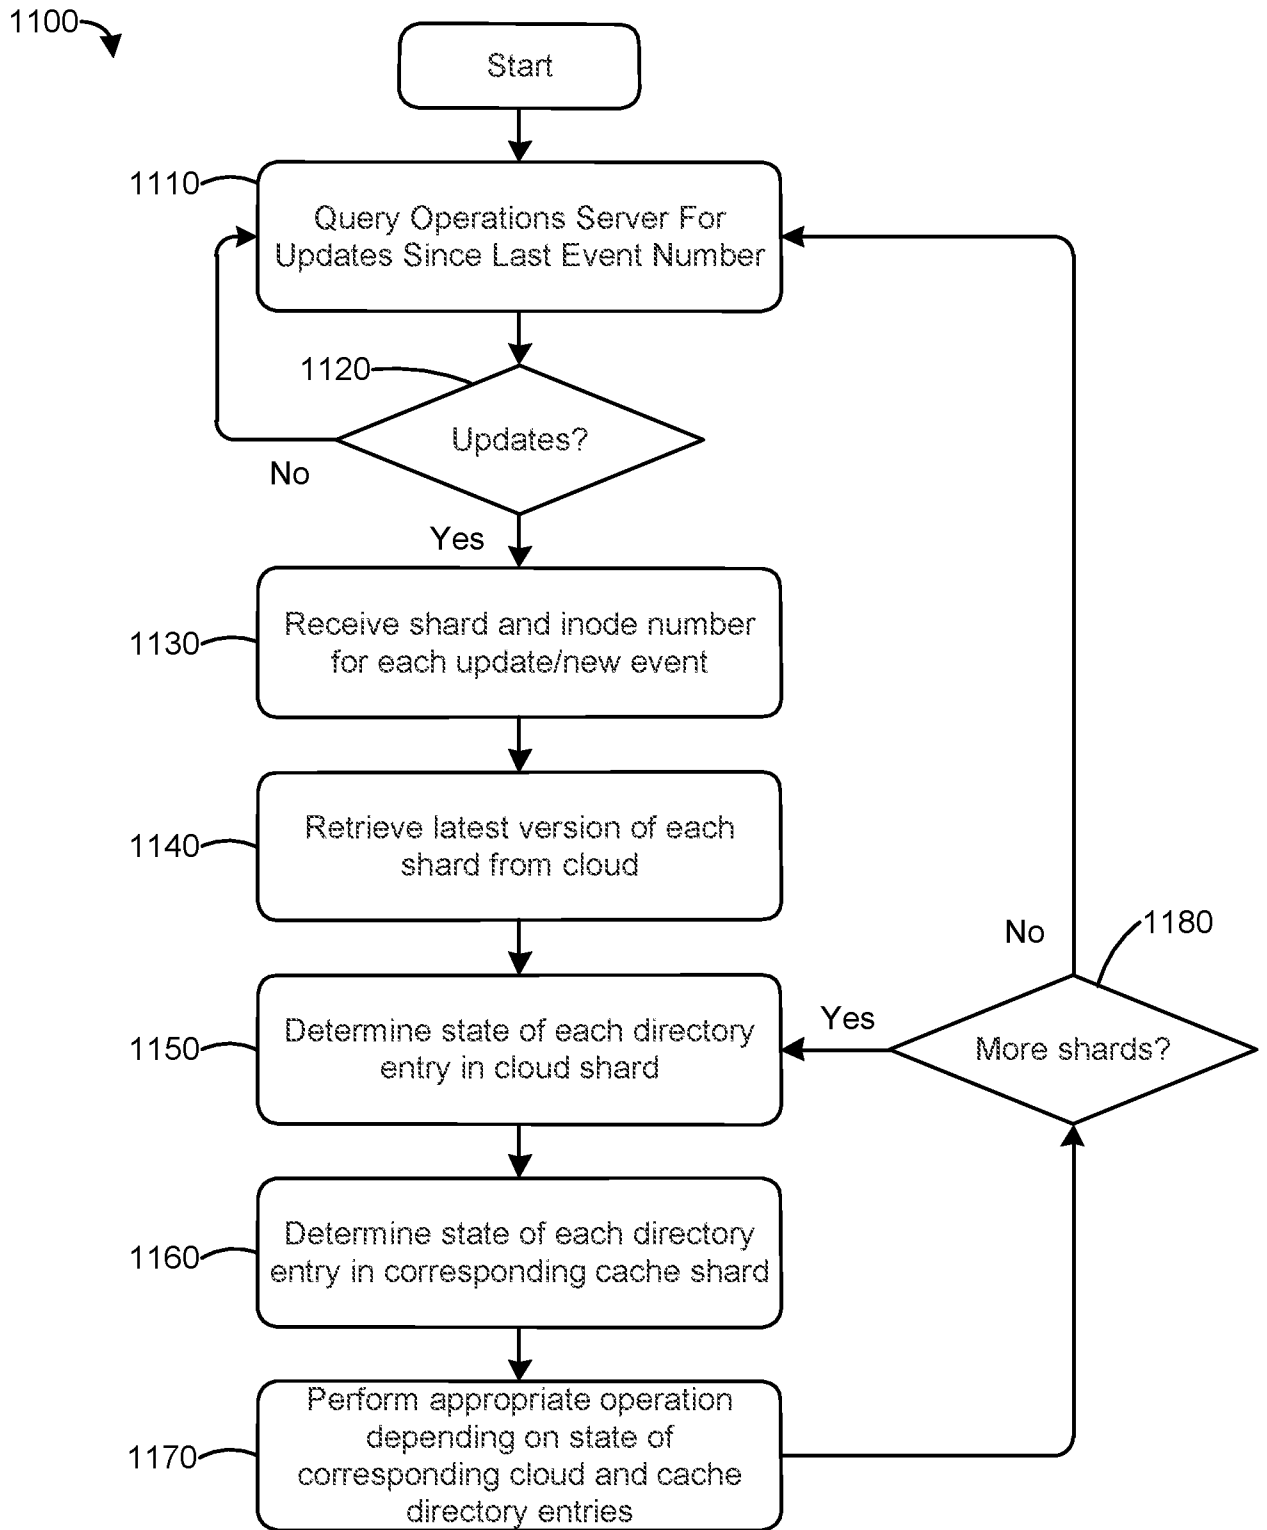 1100
Start
1110
Query Operations Server For
Updates Since Last Event Number
1120
Updates?
No
Yes
1130
Receive shard and inode number
for each update/new event
1140
Retrieve latest version of each
shard from cloud
1150
Determine state of each directory
entry in cloud shard
Yes
No
1180
More shards?
1160
Determine state of each directory
entry in corresponding cache shard
1170
Perform appropriate operation
depending on state of
corresponding cloud and cache
directory entries